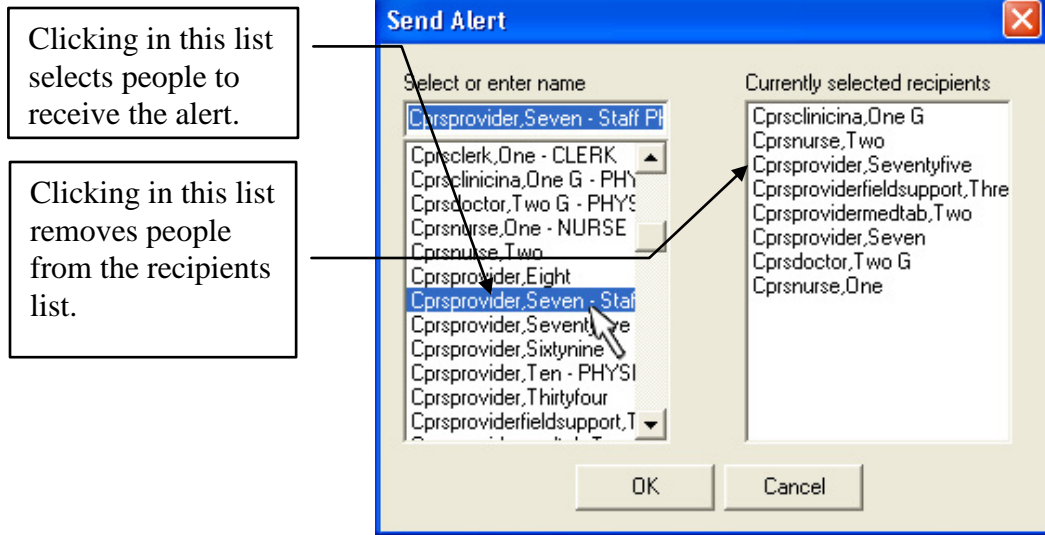 Clicking in this list
selects people to
receive the alert.
Clicking in this list
removes people
from the recipients
list.
Send Alert
Select or enter name
Cprsprovider,Seven - Staff Ph
Cprsclerk,One - CLERK
Cprsclinicina,One G - PHY
Cprsdoctor,Two G - PHYS
Cprsnurse,One - NURSE
Cprsnurse,Two
Cprsprovider,Eight
Cprsprovider,Seven - Staf
Cprsprovider,Seventyfive
Cprsprovider,Sixtynine
Cprsprovider,Ten - PHYSI
Cprsprovider,Thirtyfour
Cprsproviderfieldsupport,T
Currently selected recipients
Cprsclinicina,One G
Cprsnurse,Two
Cprsprovider,Seventyfive
Cprsproviderfieldsupport,Thre
Cprsprovidermedtab,Two
Cprsprovider,Seven
Cprsdoctor,Two G
Cprsnurse,One
OK
Cancel